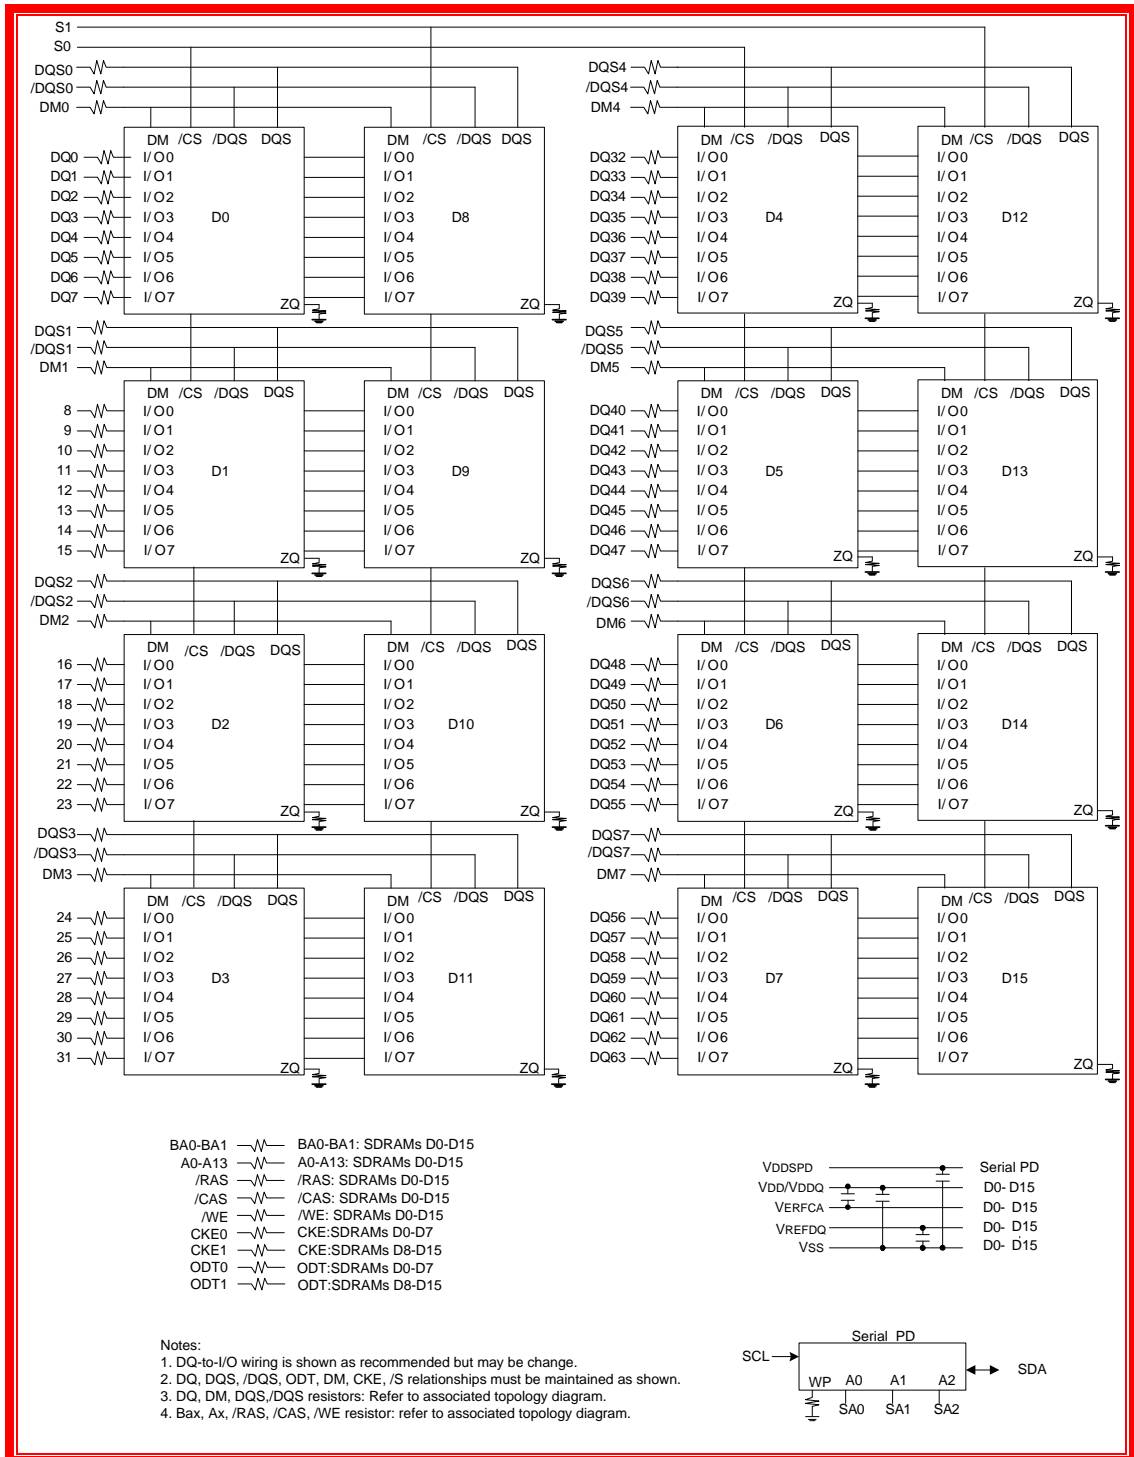 S1
S0
DQS0
/DQS0
DM0
DM /CS /DQS DQS
DM /CS /DQS DQS
DQ0 I/O0 I/O0
DQ1 I/O1 I/O1
DQ2 I/O2 I/O2
DQ3 I/O3 D0 I/O3 D8
DQ4 I/O4 I/O4
DQ5 I/O5 I/O5
DQ6 I/O6 I/O6
DQ7 I/O7 I/O7
ZQ ZQ
DQS4
/DQS4
DM4
DM /CS /DQS DQS
DM /CS /DQS DQS
DQ32 I/O0 I/O0
DQ33 I/O1 I/O1
DQ34 I/O2 I/O2
DQ35 I/O3 D4 I/O3 D12
DQ36 I/O4 I/O4
DQ37 I/O5 I/O5
DQ38 I/O6 I/O6
DQ39 I/O7 I/O7
ZQ ZQ
DQS1
/DQS1
DM1
DM /CS /DQS DQS
DM /CS /DQS DQS
8 I/O0 I/O0
9 I/O1 I/O1
10 I/O2 I/O2
11 I/O3 D1 I/O3 D9
12 I/O4 I/O4
13 I/O5 I/O5
14 I/O6 I/O6
15 I/O7 I/O7
ZQ ZQ
DQS5
/DQS5
DM5
DM /CS /DQS DQS
DM /CS /DQS DQS
DQ40 I/O0 I/O0
DQ41 I/O1 I/O1
DQ42 I/O2 I/O2
DQ43 I/O3 D5 I/O3 D13
DQ44 I/O4 I/O4
DQ45 I/O5 I/O5
DQ46 I/O6 I/O6
DQ47 I/O7 I/O7
ZQ ZQ
DQS2
/DQS2
DM2
DM /CS /DQS DQS
DM /CS /DQS DQS
16 I/O0 I/O0
17 I/O1 I/O1
18 I/O2 I/O2
19 I/O3 D2 I/O3 D10
20 I/O4 I/O4
21 I/O5 I/O5
22 I/O6 I/O6
23 I/O7 I/O7
ZQ ZQ
DQS6
/DQS6
DM6
DM /CS /DQS DQS
DM /CS /DQS DQS
DQ48 I/O0 I/O0
DQ49 I/O1 I/O1
DQ50 I/O2 I/O2
DQ51 I/O3 D6 I/O3 D14
DQ52 I/O4 I/O4
DQ53 I/O5 I/O5
DQ54 I/O6 I/O6
DQ55 I/O7 I/O7
ZQ ZQ
DQS3
/DQS3
DM3
DM /CS /DQS DQS
DM /CS /DQS DQS
24 I/O0 I/O0
25 I/O1 I/O1
26 I/O2 I/O2
27 I/O3 D3 I/O3 D11
28 I/O4 I/O4
29 I/O5 I/O5
30 I/O6 I/O6
31 I/O7 I/O7
ZQ ZQ
DQS7
/DQS7
DM7
DM /CS /DQS DQS
DM /CS /DQS DQS
DQ56 I/O0 I/O0
DQ57 I/O1 I/O1
DQ58 I/O2 I/O2
DQ59 I/O3 D7 I/O3 D15
DQ60 I/O4 I/O4
DQ61 I/O5 I/O5
DQ62 I/O6 I/O6
DQ63 I/O7 I/O7
ZQ ZQ
BA0-BA1 BA0-BA1: SDRAMs D0-D15
A0-A13 A0-A13: SDRAMs D0-D15
/RAS /RAS: SDRAMs D0-D15
/CAS /CAS: SDRAMs D0-D15
/WE /WE: SDRAMs D0-D15
CKE0 CKE:SDRAMs D0-D7
CKE1 CKE:SDRAMs D8-D15
ODT0 ODT:SDRAMs D0-D7
ODT1 ODT:SDRAMs D8-D15
VDDSPD Serial PD
VDD/VDDQ D0- D15
VERFCA D0- D15
VREFDQ D0- D15
VSS D0- D15
Notes:
1. DQ-to-I/O wiring is shown as recommended but may be change.
2. DQ, DQS, /DQS, ODT, DM, CKE, /S relationships must be maintained as shown.
3. DQ, DM, DQS,/DQS resistors: Refer to associated topology diagram.
4. Bax, Ax, /RAS, /CAS, /WE resistor: refer to associated topology diagram.
Serial PD
SCL SDA
WP A0 A1 A2
SA0 SA1 SA2